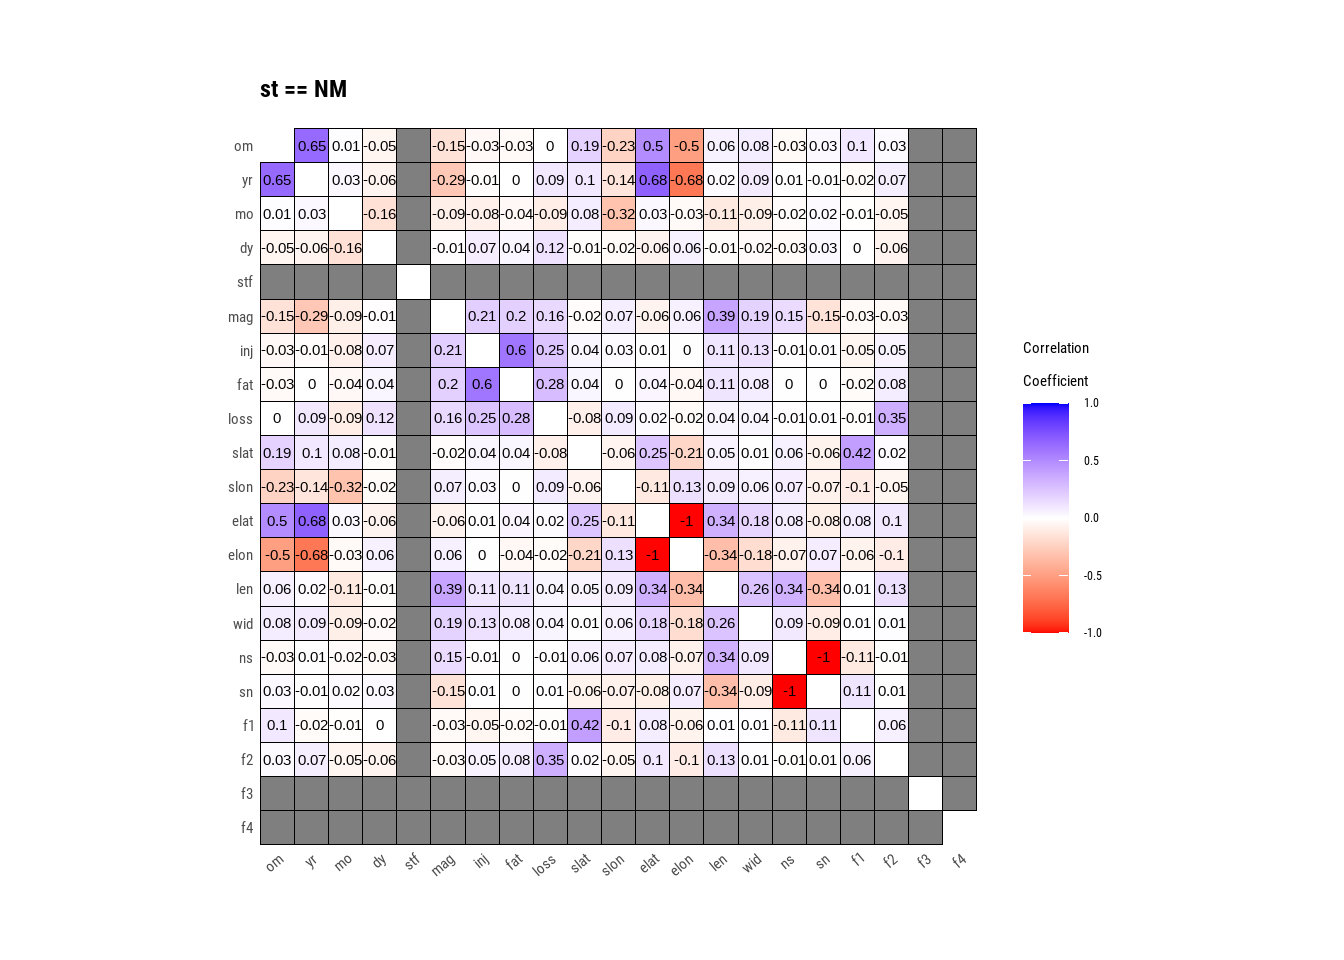 st == NM
om 0.65 0.01 -0.05 -0.15 -0.03 -0.03 0 0.19 -0.23 0.5 -0.5 0.06 0.08 -0.03 0.03 0.1 0.03
yr 0.65 0.03 -0.06 -0.29 -0.01 0 0.09 0.1 -0.14 0.68 -0.68 0.02 0.09 0.01 -0.01 -0.02 0.07
mo 0.01 0.03 -0.16 -0.09 -0.08 -0.04 -0.09 0.08 -0.32 0.03 -0.03 -0.11 -0.09 -0.02 0.02 -0.01 -0.05
dy -0.05 -0.06 -0.16 -0.01 0.07 0.04 0.12 -0.01 -0.02 -0.06 0.06 -0.01 -0.02 -0.03 0.03 0 -0.06
stf
mag -0.15 -0.29 -0.09 -0.01 0.21 0.2 0.16 -0.02 0.07 -0.06 0.06 0.39 0.19 0.15 -0.15 -0.03 -0.03
inj -0.03 -0.01 -0.08 0.07 0.21 0.6 0.25 0.04 0.03 0.01 0 0.11 0.13 -0.01 0.01 -0.05 0.05
fat -0.03 0 -0.04 0.04 0.2 0.6 0.28 0.04 0 0.04 -0.04 0.11 0.08 0 0 -0.02 0.08
loss 0 0.09 -0.09 0.12 0.16 0.25 0.28 -0.08 0.09 0.02 -0.02 0.04 0.04 -0.01 0.01 -0.01 0.35
slat 0.19 0.1 0.08 -0.01 -0.02 0.04 0.04 -0.08 -0.06 0.25 -0.21 0.05 0.01 0.06 -0.06 0.42 0.02
slon -0.23 -0.14 -0.32 -0.02 0.07 0.03 0 0.09 -0.06 -0.11 0.13 0.09 0.06 0.07 -0.07 -0.1 -0.05
elat 0.5 0.68 0.03 -0.06 -0.06 0.01 0.04 0.02 0.25 -0.11 -1 0.34 0.18 0.08 -0.08 0.08 0.1
elon -0.5 -0.68 -0.03 0.06 0.06 0 -0.04 -0.02 -0.21 0.13 -1 -0.34 -0.18 -0.07 0.07 -0.06 -0.1
len 0.06 0.02 -0.11 -0.01 0.39 0.11 0.11 0.04 0.05 0.09 0.34 -0.34 0.26 0.34 -0.34 0.01 0.13
wid 0.08 0.09 -0.09 -0.02 0.19 0.13 0.08 0.04 0.01 0.06 0.18 -0.18 0.26 0.09 -0.09 0.01 0.01
ns -0.03 0.01 -0.02 -0.03 0.15 -0.01 0 -0.01 0.06 0.07 0.08 -0.07 0.34 0.09 -1 -0.11 -0.01
sn 0.03 -0.01 0.02 0.03 -0.15 0.01 0 0.01 -0.06 -0.07 -0.08 0.07 -0.34 -0.09 -1 0.11 0.01
f1 0.1 -0.02 -0.01 0 -0.03 -0.05 -0.02 -0.01 0.42 -0.1 0.08 -0.06 0.01 0.01 -0.11 0.11 0.06
f2 0.03 0.07 -0.05 -0.06 -0.03 0.05 0.08 0.35 0.02 -0.05 0.1 -0.1 0.13 0.01 -0.01 0.01 0.06
f3
f4
om yr mo dy stf mag inj fat loss slat slon elat elon len wid ns sn f1 f2 f3 f4
Correlation
Coefficient
1.0
0.5
0.0
-0.5
-1.0